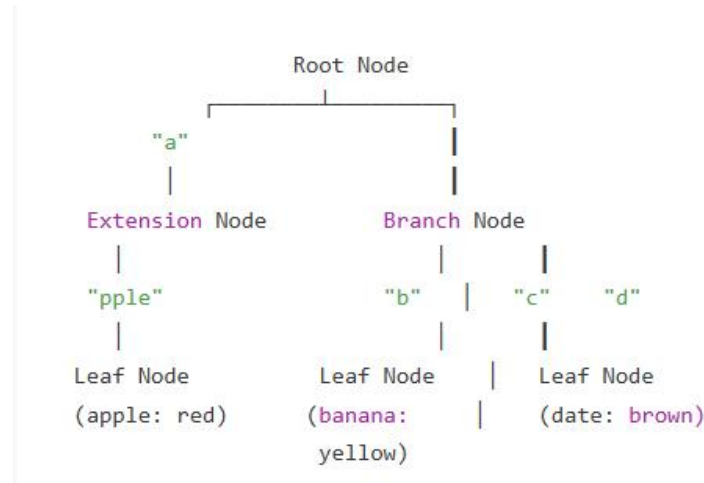 Root Node
"a"
Extension Node Branch Node
"pple" "b" "c" "d"
Leaf Node Leaf Node Leaf Node
(apple: red) (banana: (date: brown)
yellow)